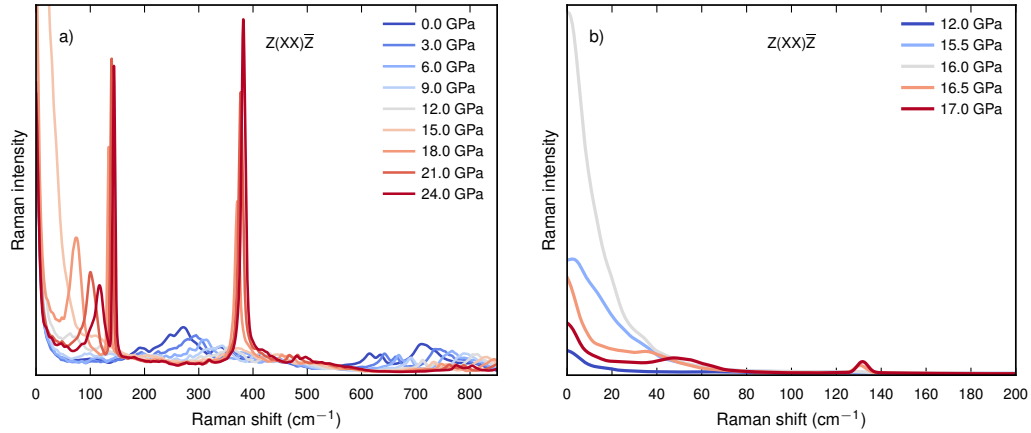 a)
Z(XX)Z̅
0.0 GPa
3.0 GPa
6.0 GPa
9.0 GPa
12.0 GPa
15.0 GPa
18.0 GPa
21.0 GPa
24.0 GPa
Raman intensity
0 100 200 300 400 500 600 700 800
Raman shift (cm⁻¹)
b)
Z(XX)Z̅
12.0 GPa
15.5 GPa
16.0 GPa
16.5 GPa
17.0 GPa
Raman intensity
0 20 40 60 80 100 120 140 160 180 200
Raman shift (cm⁻¹)